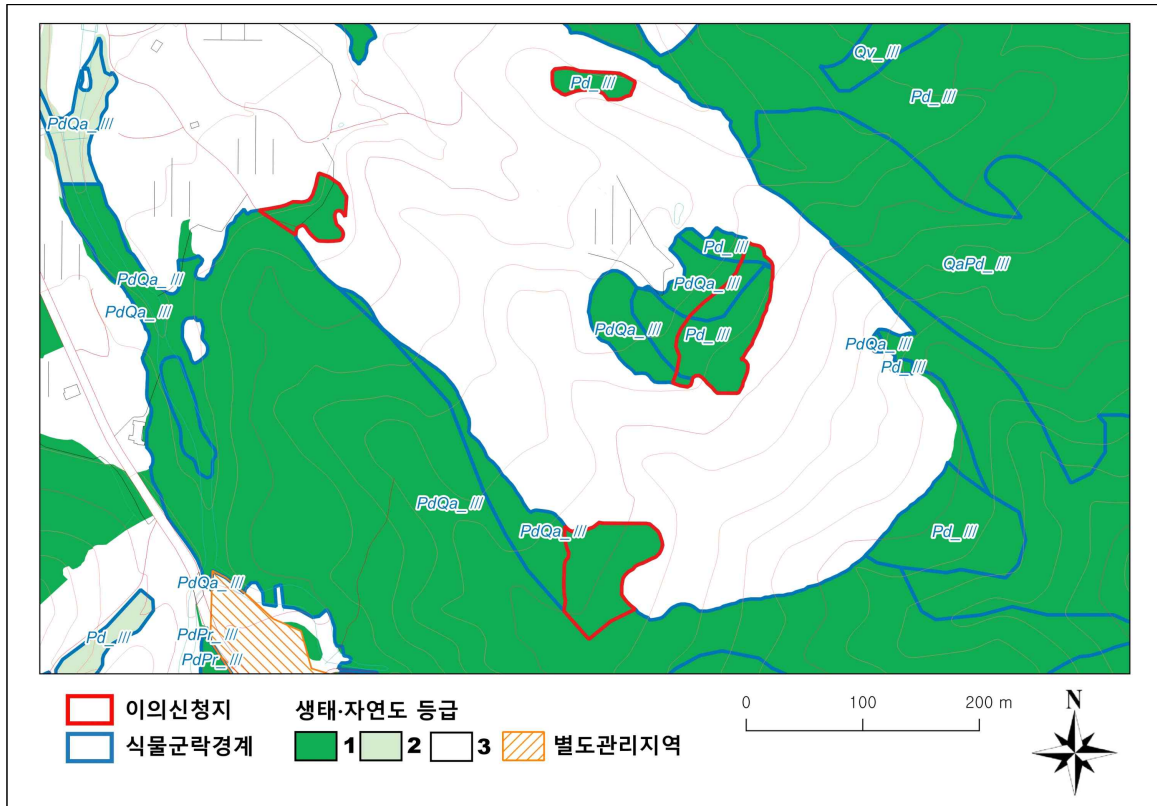 Qv_III
Pd_III
Pd_III
PdQa_III
Pd_III
QaPd_III
PdQa_III
PdQa_III
PdQa_III
PdQa_III
Pd_III
PdQa_III
Pd_III
PdQa_III
PdQa_III
Pd_III
PdQa_III
Pd_III
PdPr_III
PdPr_III
이의신청지
생태·자연도 등급
식물군락경계
1
2
3
별도관리지역
0 100 200 m
N